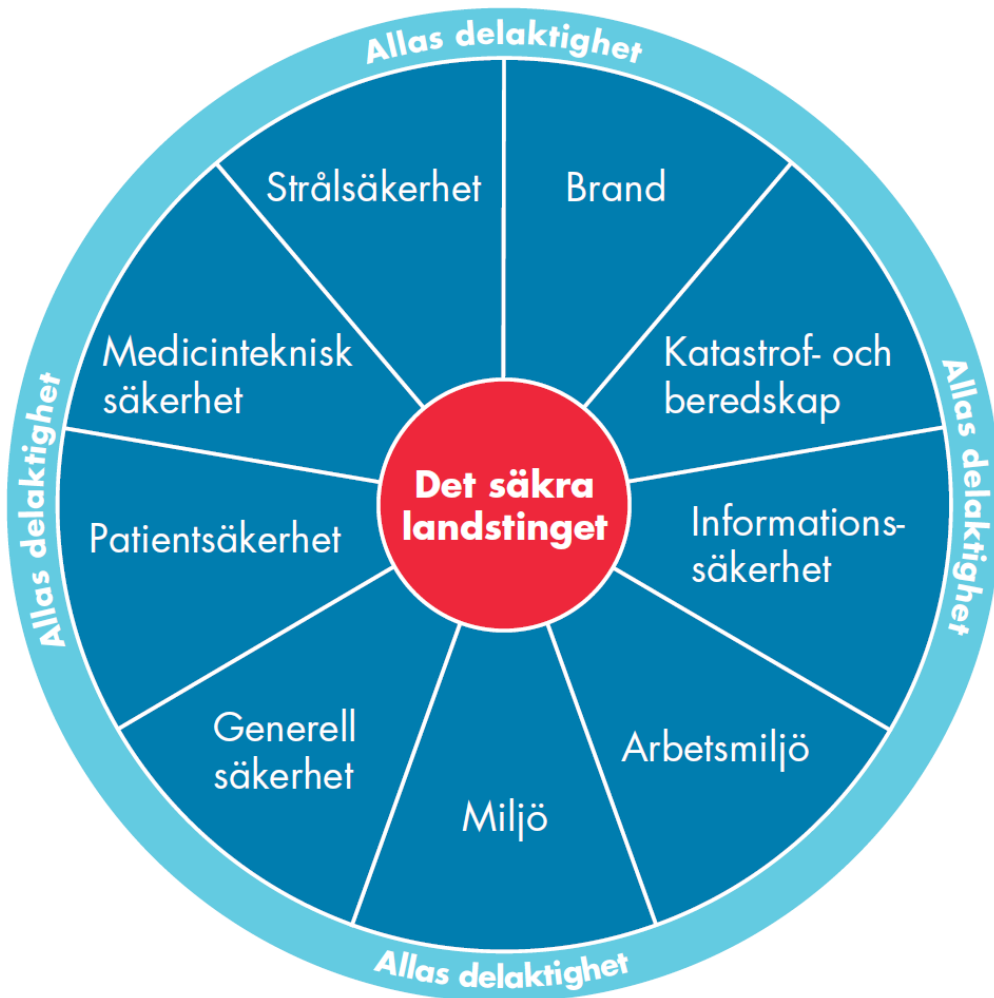 Allas delaktighet
Strålsäkerhet
Brand
Medicinteknisk
säkerhet
Katastrof- och
beredskap
Allas delaktighet
Allas delaktighet
Det säkra
landstinget
Patientsäkerhet
Informations-
säkerhet
Generell
säkerhet
Arbetsmiljö
Miljö
Allas delaktighet